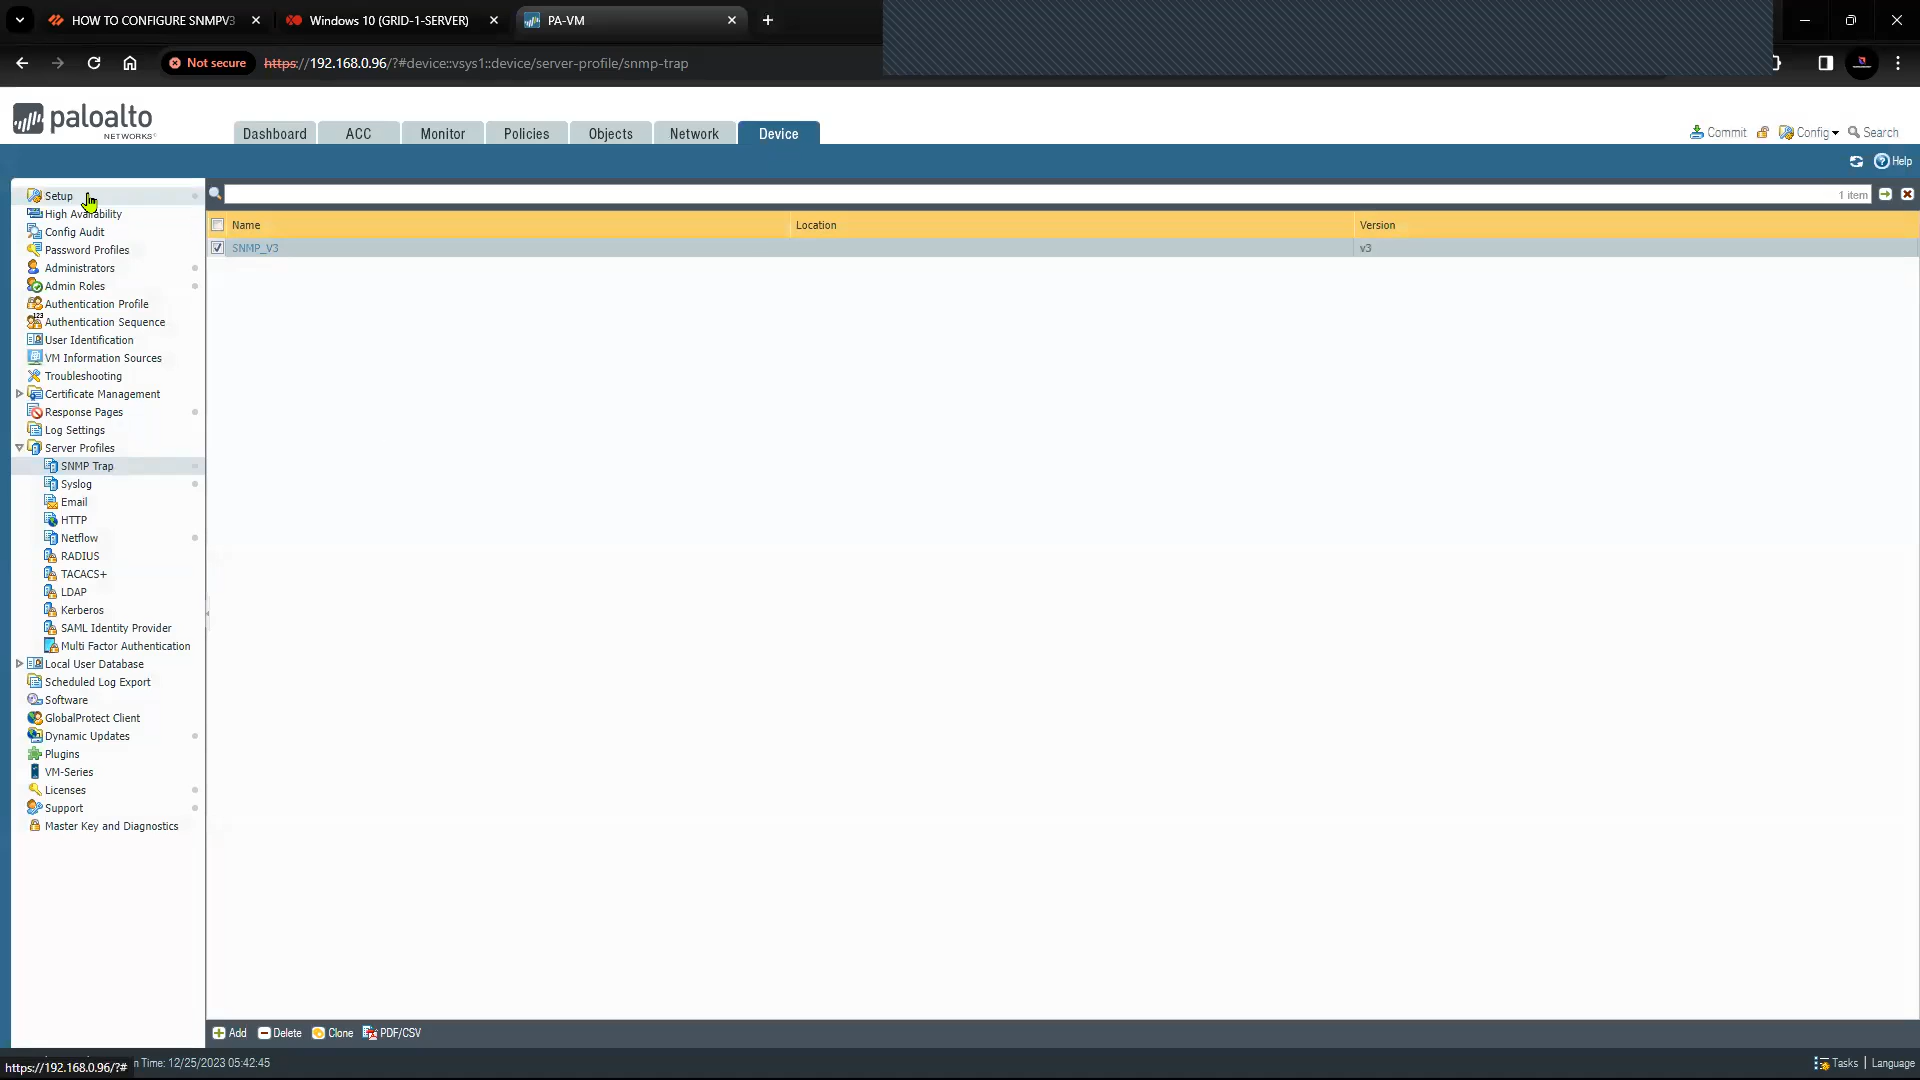 HOW TO CONFIGURE SNMPV3
Windows 10 (GRID-1-SERVER)
PA-VM
Not secure
https://192.168.0.96/?#device::vsys1::device/server-profile/snmp-trap
paloalto
NETWORKS
Dashboard
ACC
Monitor
Policies
Objects
Network
Device
Commit
Config
Search
Help
Setup
High Availability
Config Audit
Password Profiles
Administrators
Admin Roles
Authentication Profile
Authentication Sequence
User Identification
VM Information Sources
Troubleshooting
Certificate Management
Response Pages
Log Settings
Server Profiles
SNMP Trap
Syslog
Email
HTTP
Netflow
RADIUS
TACACS+
LDAP
Kerberos
SAML Identity Provider
Multi Factor Authentication
Local User Database
Scheduled Log Export
Software
GlobalProtect Client
Dynamic Updates
Plugins
VM-Series
Licenses
Support
Master Key and Diagnostics
1 item
Name Location Version
SNMP_V3 v3
Add Delete Clone PDF/CSV
https://192.168.0.96/?#
n Time: 12/25/2023 05:42:45
Tasks | Language